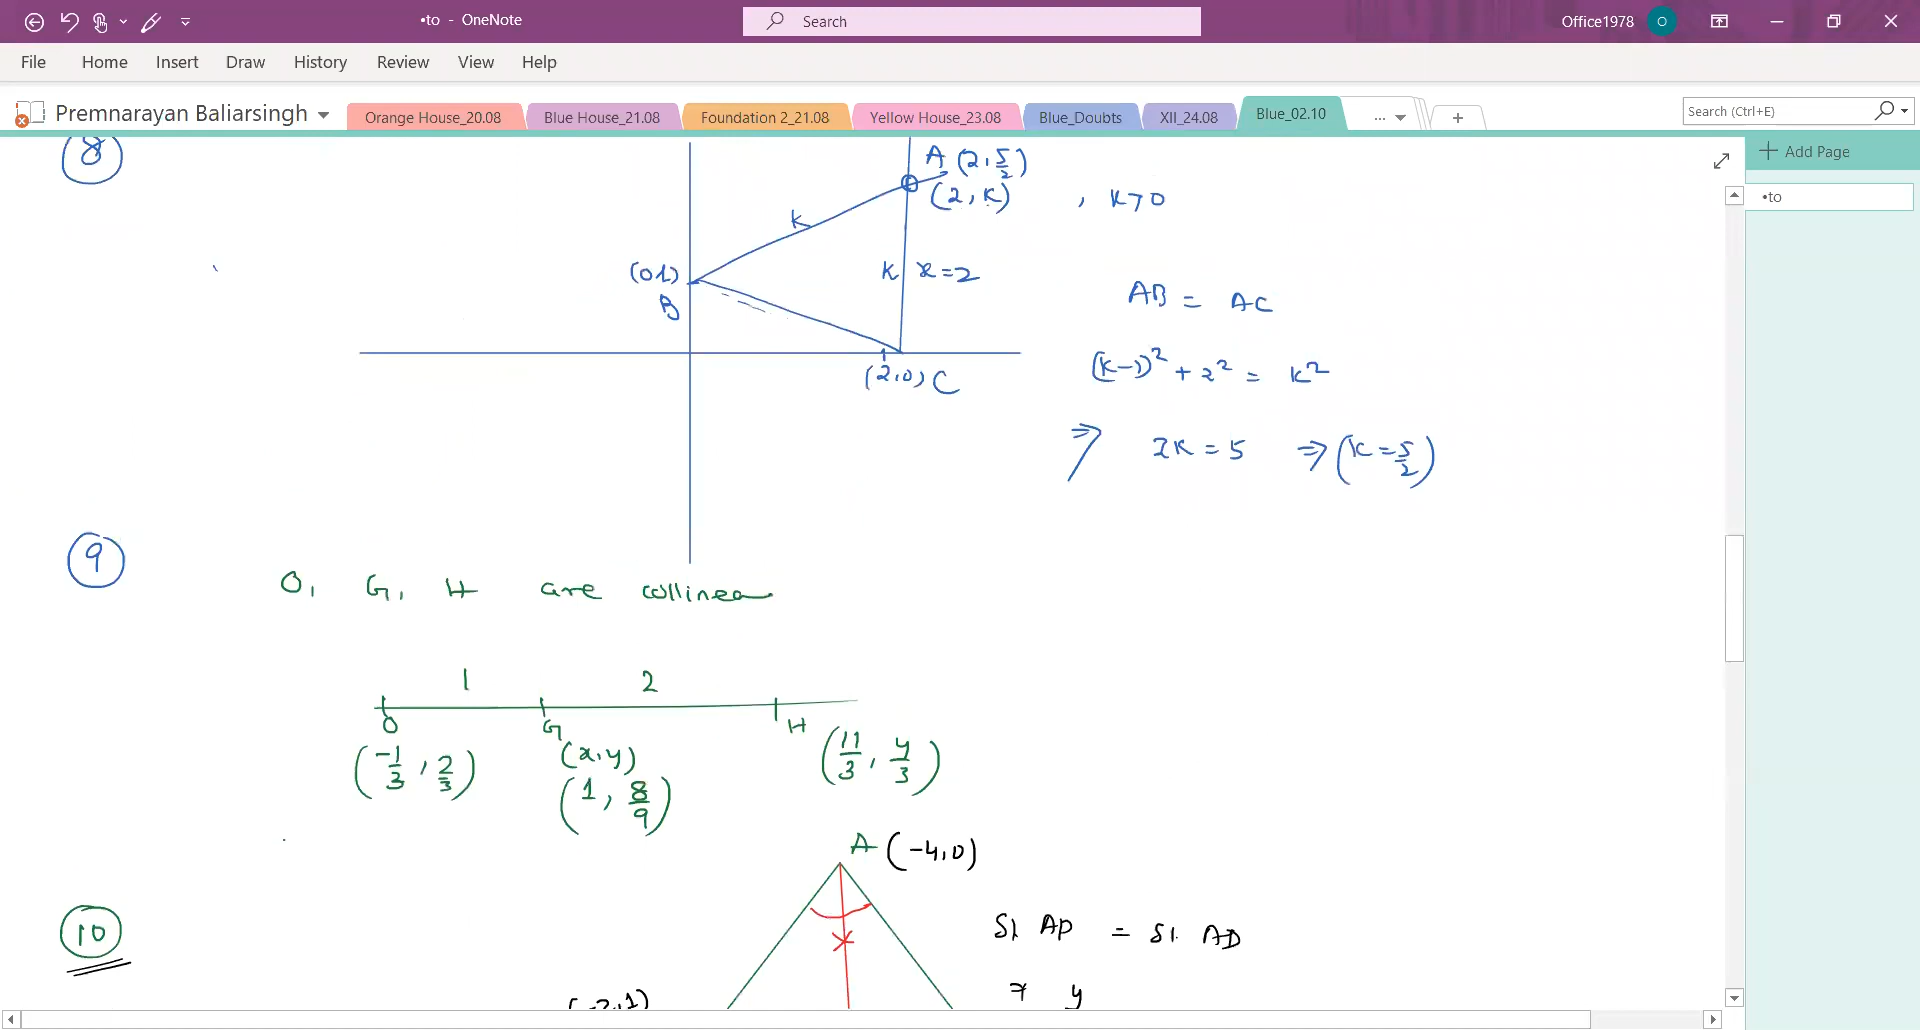 •to - OneNote
Search
Office1978
O
File Home Insert Draw History Review View Help
Premnarayan Baliarsingh
Orange House_20.08
Blue House_21.08
Foundation 2_21.08
Yellow House_23.08
Blue_Doubts
XII_24.08
Blue_02.10
...
+
Search (Ctrl+E)
+ Add Page
•to
8
A (2, 5/2)
(2, K) , K>0
K
(0,1)
B
K x=2
(2,0) C
AB = AC
(K-1)² + 2² = K²
⇒ 2K = 5 ⇒ (K = 5/2)
9
O, G, H are collinear
1 2
O G H
(-1/3, 2/3) (x,y) (11/3, 4/3)
(1, 8/9)
10
A (-4,0)
Sl. AP = Sl. AD
(-2,1)
y